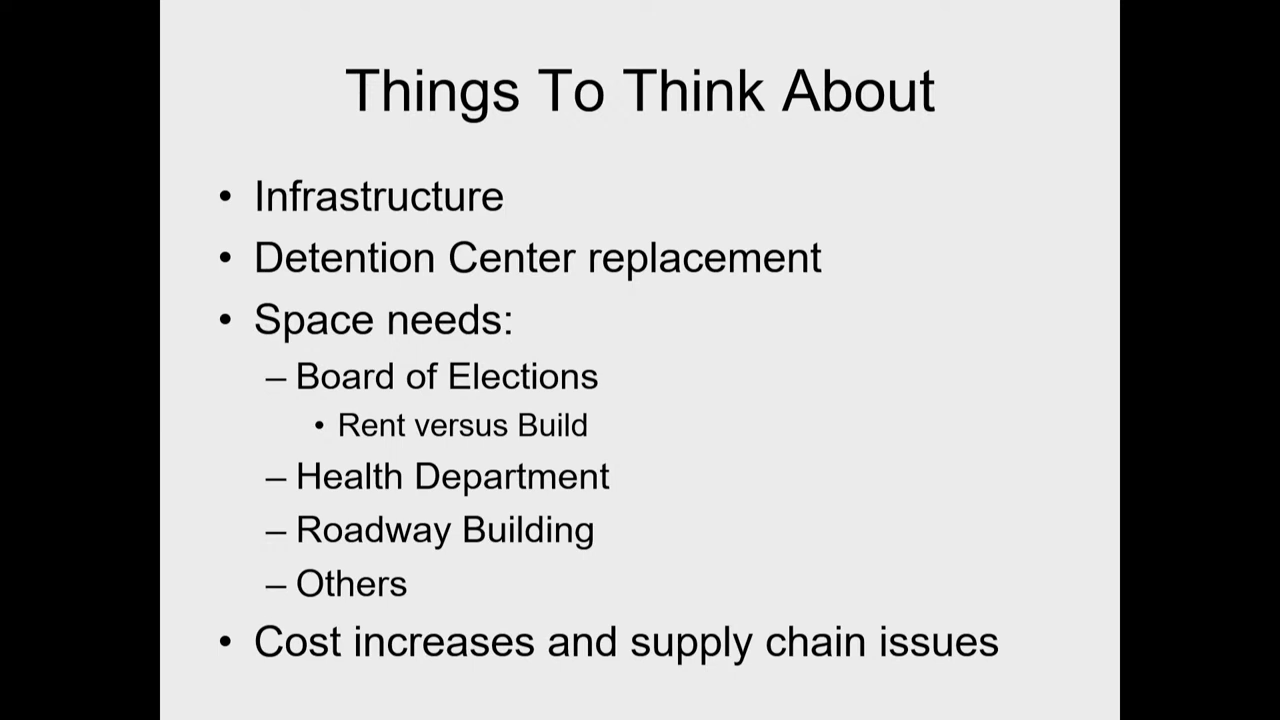 Things To Think About
• Infrastructure
• Detention Center replacement
• Space needs:
– Board of Elections
• Rent versus Build
– Health Department
– Roadway Building
– Others
• Cost increases and supply chain issues